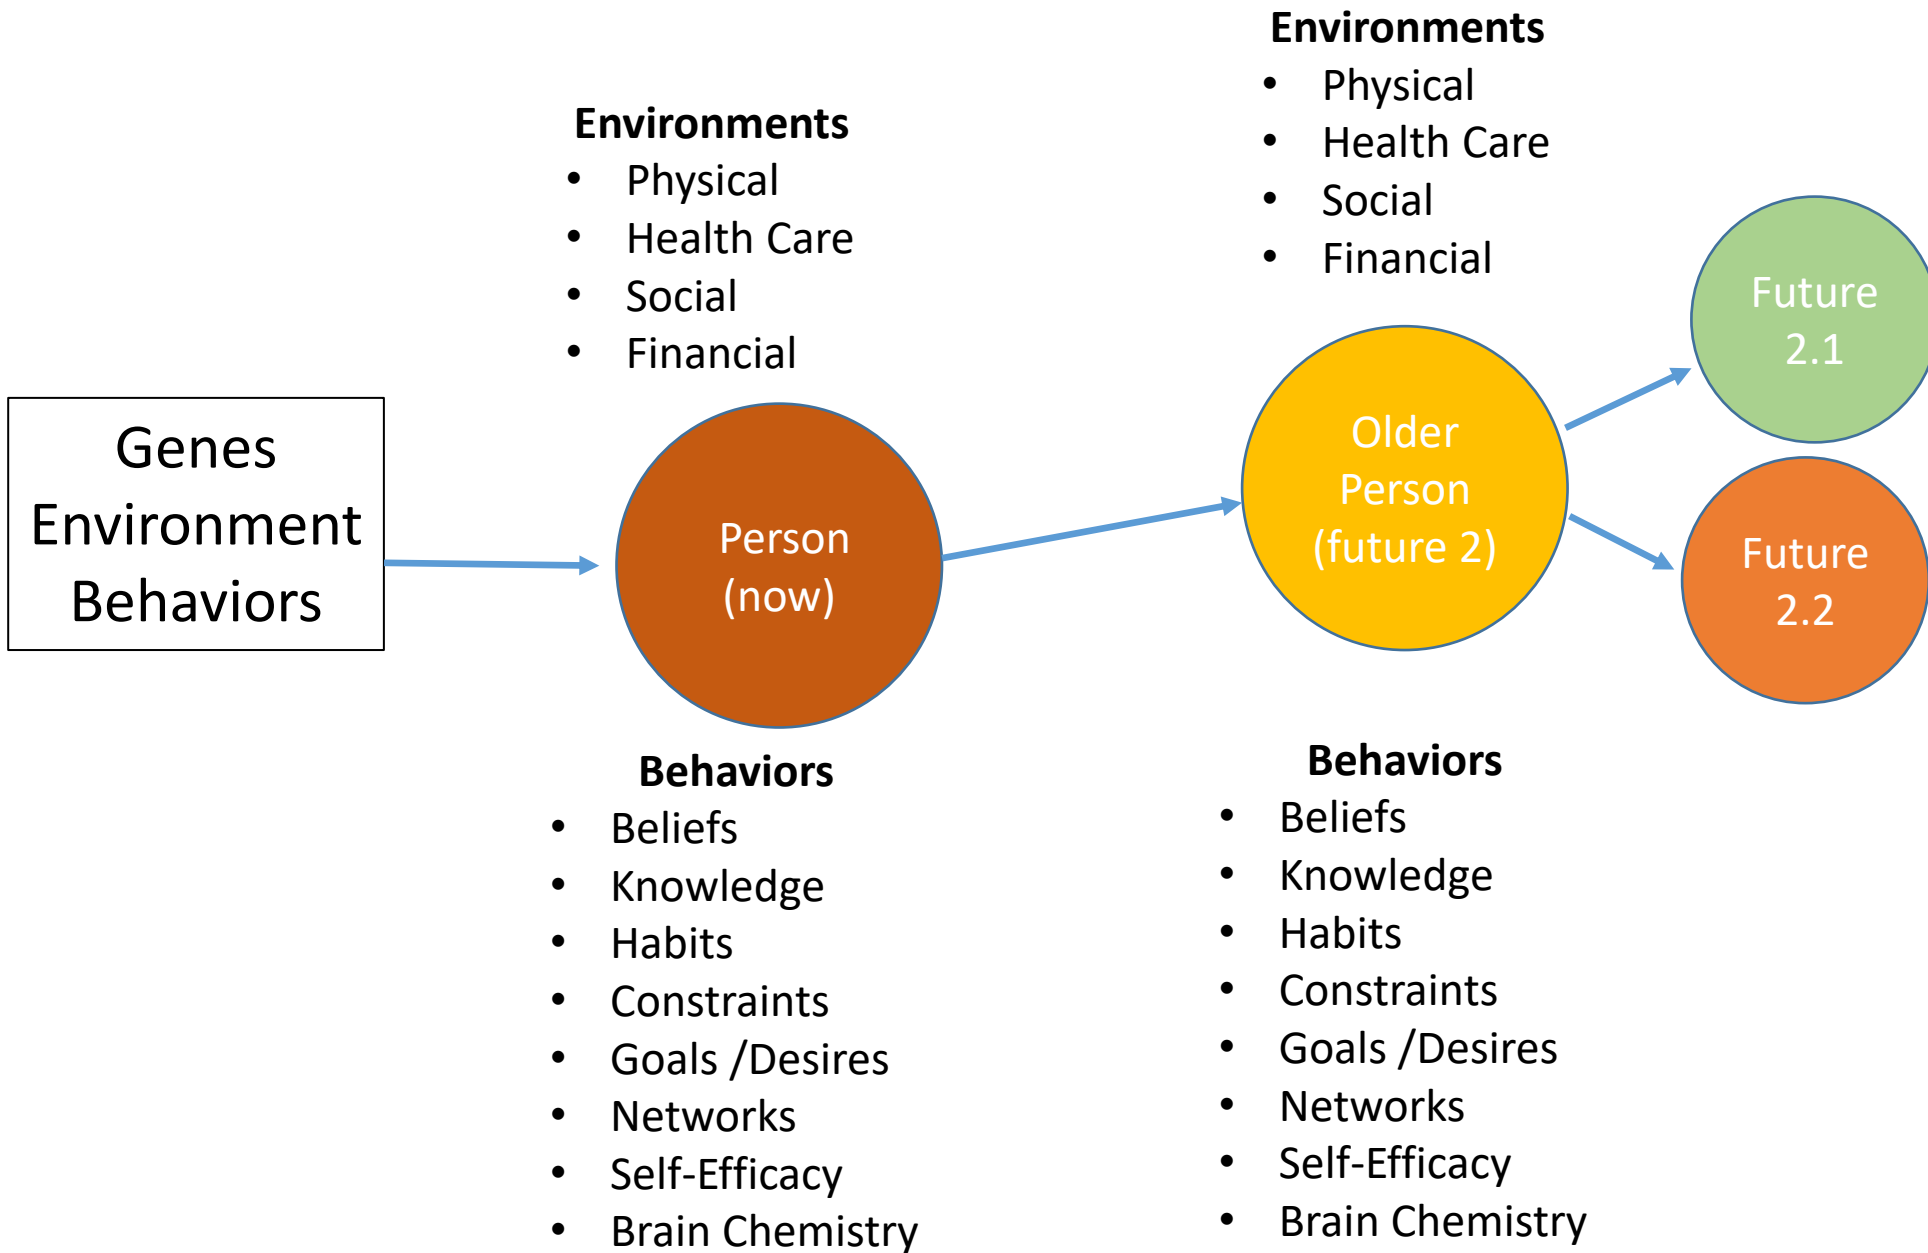 Genes
Environment
Behaviors
Environments
• Physical
• Health Care
• Social
• Financial
Person
(now)
Behaviors
• Beliefs
• Knowledge
• Habits
• Constraints
• Goals /Desires
• Networks
• Self-Efficacy
• Brain Chemistry
Environments
• Physical
• Health Care
• Social
• Financial
Older
Person
(future 2)
Behaviors
• Beliefs
• Knowledge
• Habits
• Constraints
• Goals /Desires
• Networks
• Self-Efficacy
• Brain Chemistry
Future
2.1
Future
2.2